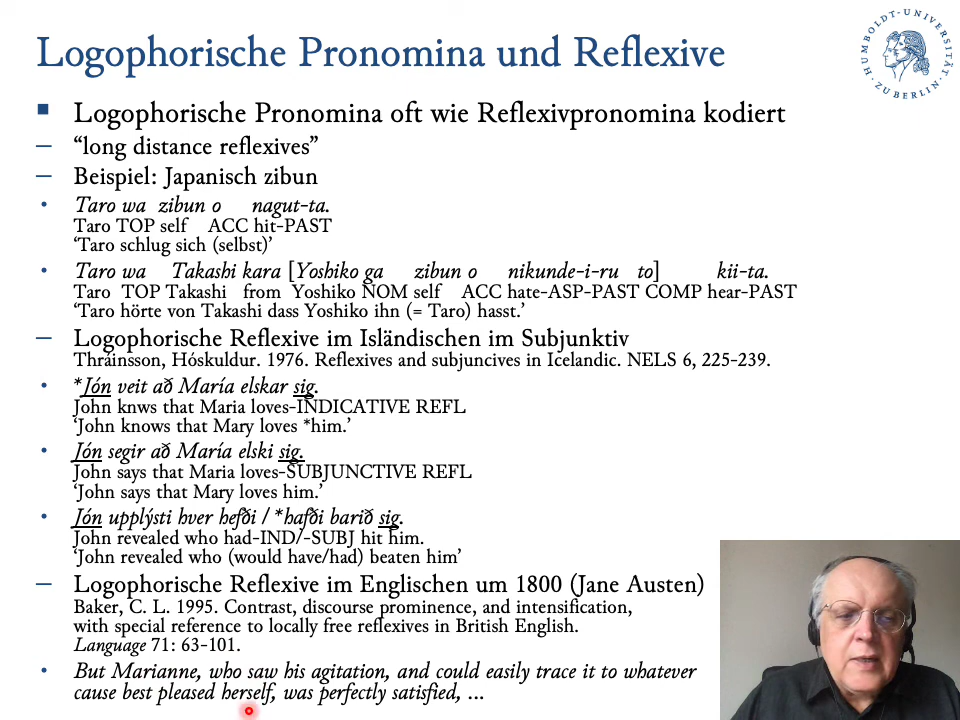 Logophorische Pronomina und Reflexive
HUMBOLDT-UNIVERSITÄT ZU BERLIN
Logophorische Pronomina oft wie Reflexivpronomina kodiert
“long distance reflexives”
Beispiel: Japanisch zibun
Taro wa zibun o nagut-ta.
Taro TOP self ACC hit-PAST
‘Taro schlug sich (selbst)’
Taro wa Takashi kara [Yoshiko ga zibun o nikunde-i-ru to] kii-ta.
Taro TOP Takashi from Yoshiko NOM self ACC hate-ASP-PAST COMP hear-PAST
‘Taro hörte von Takashi dass Yoshiko ihn (= Taro) hasst.’
Logophorische Reflexive im Isländischen im Subjunktiv
Thráinsson, Hóskuldur. 1976. Reflexives and subjuncives in Icelandic. NELS 6, 225-239.
*Jón veit að María elskar sig.
John knws that Maria loves-INDICATIVE REFL
‘John knows that Mary loves *him.’
Jón segir að María elski sig.
John says that Maria loves-SUBJUNCTIVE REFL
‘John says that Mary loves him.’
Jón upplýsti hver hefði / *hafði barið sig.
John revealed who had-IND/-SUBJ hit him.
‘John revealed who (would have/had) beaten him’
Logophorische Reflexive im Englischen um 1800 (Jane Austen)
Baker, C. L. 1995. Contrast, discourse prominence, and intensification,
with special reference to locally free reflexives in British English.
Language 71: 63-101.
But Marianne, who saw his agitation, and could easily trace it to whatever
cause best pleased herself, was perfectly satisfied, ...